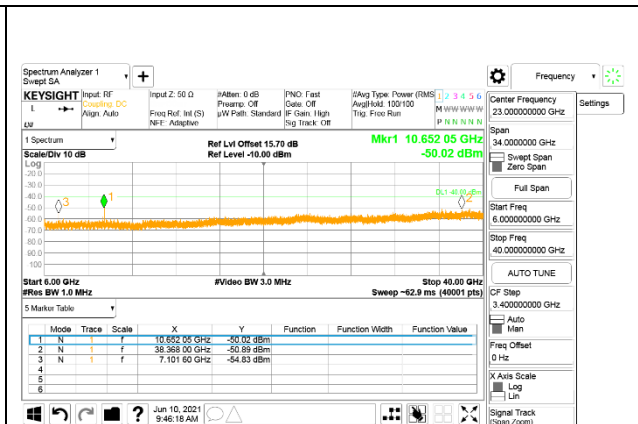 Spectrum Analyzer 1
Swept SA
+
Frequency
Settings
KEYSIGHT
L
Input: RF
Coupling: DC
Align: Auto
Input Z: 50 Ω
Freq Ref: Int (S)
NFE: Adaptive
#Atten: 0 dB
Preamp: Off
µW Path: Standard
PNO: Fast
Gate: Off
IF Gain: High
Sig Track: Off
#Avg Type: Power (RMS
Avg|Hold: 100/100
Trig: Free Run
1 2 3 4 5 6
M W W W W W
P N N N N N
1 Spectrum
Scale/Div 10 dB
Log
Ref Lvl Offset 15.70 dB
Ref Level -10.00 dBm
Mkr1 10.652 05 GHz
-50.02 dBm
-20.0
-30.0
-40.0
-50.0
-60.0
-70.0
-80.0
-90.0
-100
DL1 -40.00 dBm
3
1
2
Start 6.00 GHz
#Res BW 1.0 MHz
#Video BW 3.0 MHz
Stop 40.00 GHz
Sweep ~62.9 ms (40001 pts)
5 Marker Table
Mode Trace Scale X Y Function Function Width Function Value
1 N 1 f 10.652 05 GHz -50.02 dBm
2 N 1 f 38.368 00 GHz -50.89 dBm
3 N 1 f 7.101 60 GHz -54.83 dBm
4
5
6
Jun 10, 2021
9:46:18 AM
?
Center Frequency
23.000000000 GHz
Span
34.0000000 GHz
Swept Span
Zero Span
Full Span
Start Freq
6.000000000 GHz
Stop Freq
40.000000000 GHz
AUTO TUNE
CF Step
3.400000000 GHz
Auto
Man
Freq Offset
0 Hz
X Axis Scale
Log
Lin
Signal Track
(Span Zoom)